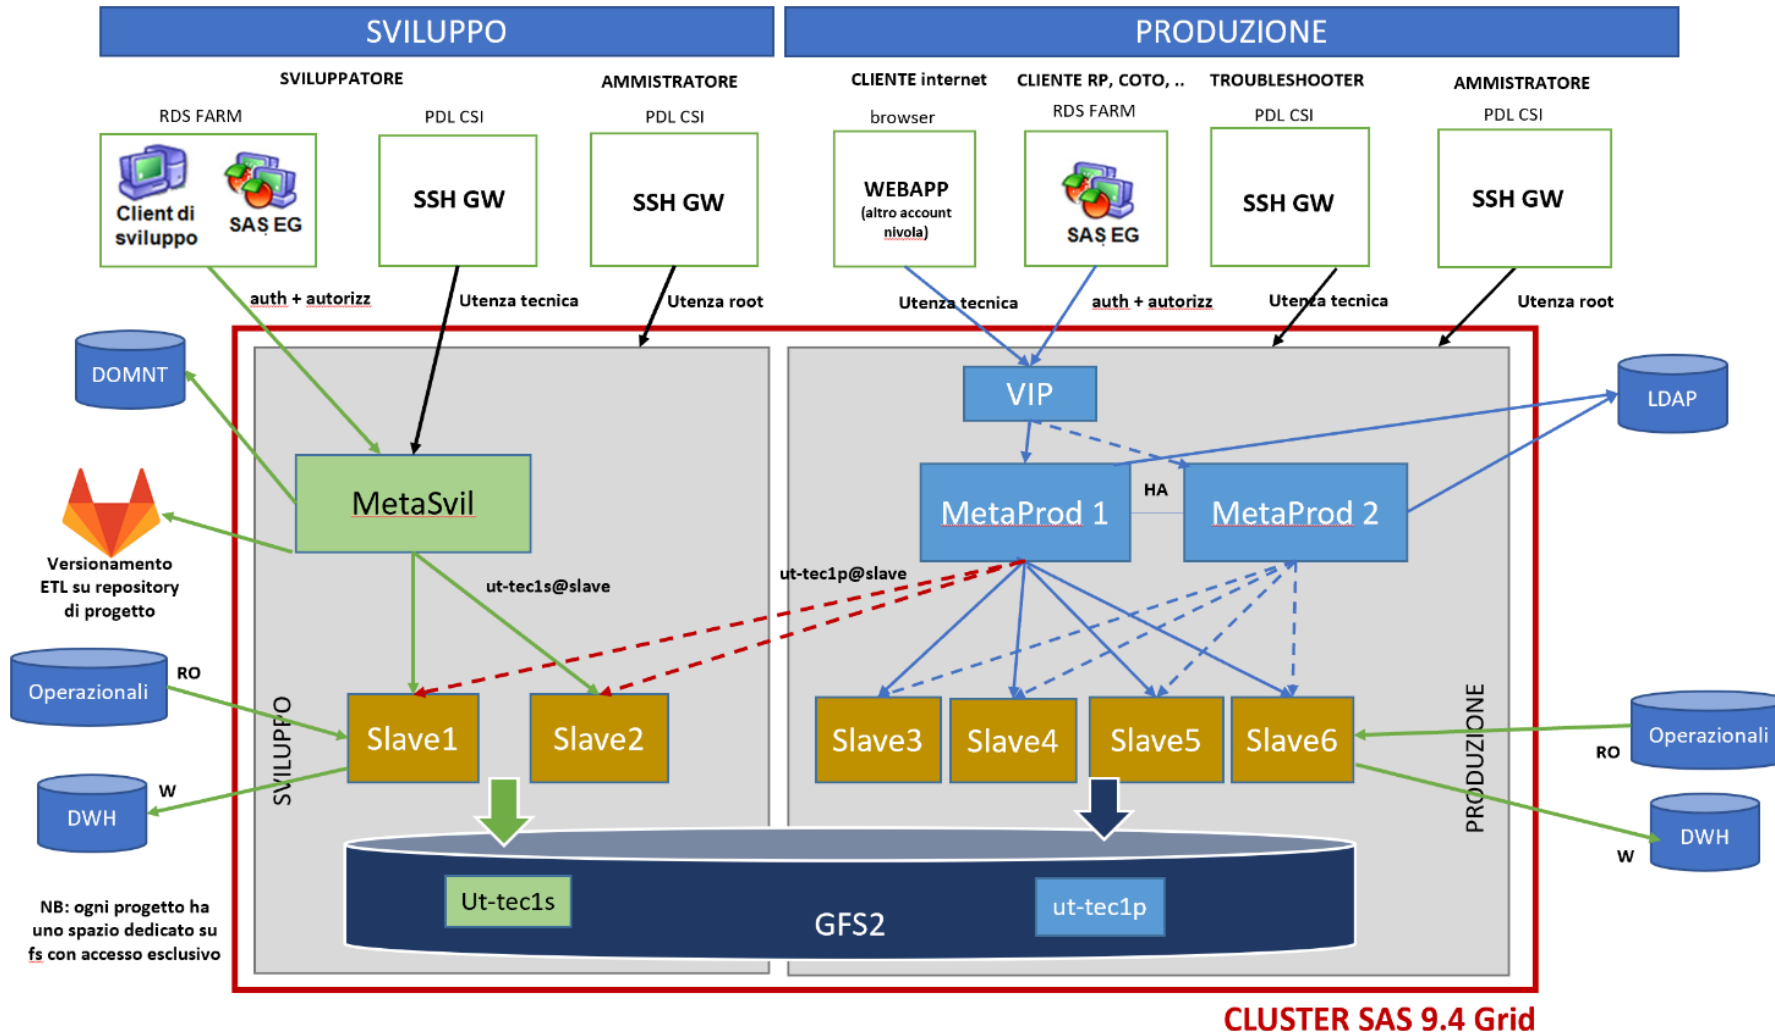 SVILUPPO
PRODUZIONE
SVILUPPATORE
AMMISTRATORE
CLIENTE internet
CLIENTE RP, COTO, ..
TROUBLESHOOTER
AMMISTRATORE
RDS FARM
PDL CSI
PDL CSI
browser
RDS FARM
PDL CSI
PDL CSI
Client di
sviluppo
SAS EG
SSH GW
SSH GW
WEBAPP
(altro account
nivola)
SAS EG
SSH GW
SSH GW
auth + autorizz
Utenza tecnica
Utenza root
Utenza tecnica
auth + autorizz
Utenza tecnica
Utenza root
DOMNT
VIP
LDAP
MetaSvil
MetaProd 1
HA
MetaProd 2
Versionamento
ETL su repository
di progetto
ut-tec1s@slave
ut-tec1p@slave
Operazionali
RO
Slave1
Slave2
Slave3
Slave4
Slave5
Slave6
Operazionali
RO
SVILUPPO
PRODUZIONE
DWH
W
DWH
W
Ut-tec1s
ut-tec1p
GFS2
NB: ogni progetto ha
uno spazio dedicato su
fs con accesso esclusivo
CLUSTER SAS 9.4 Grid